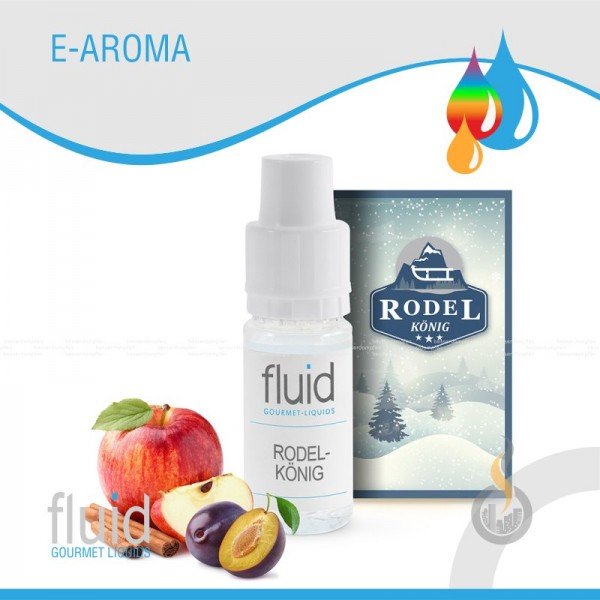 E-AROMA
RODEL
KÖNIG
fluid
GOURMET-LIQUIDS
RODEL-
KÖNIG
fluid
GOURMET LIQUIDS